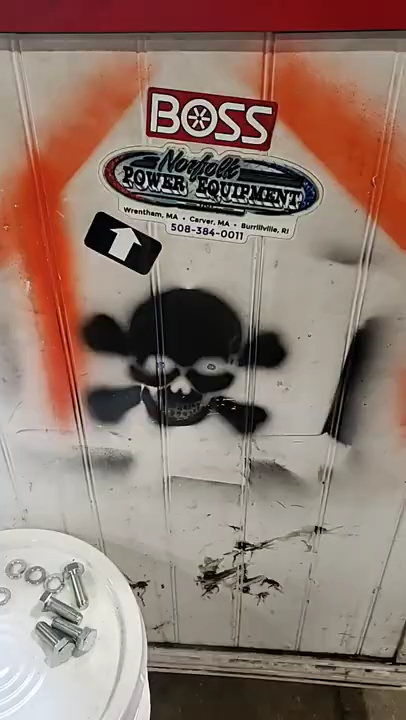 BOSS
Norfolk
POWER EQUIPMENT
Wrentham, MA • Carver, MA • Burrillville, RI
508-384-0011